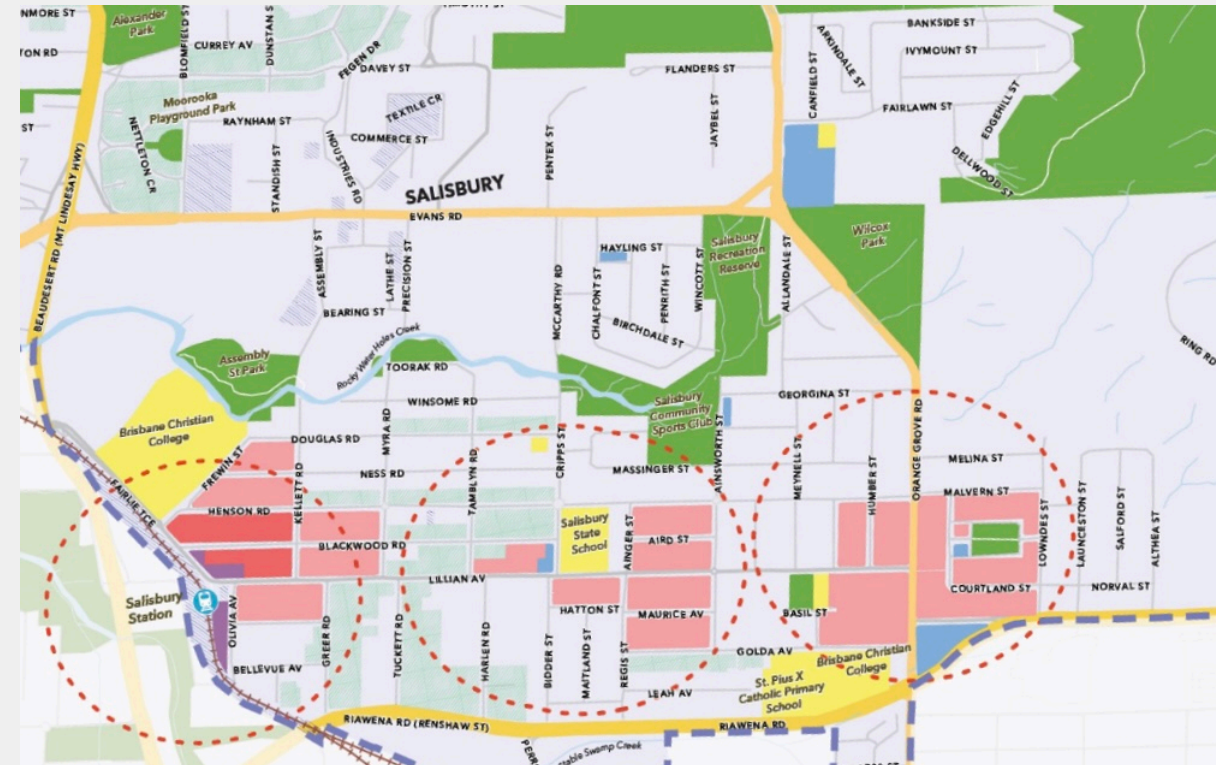 NMORE ST
Alexander
Park
BLOMFIELD ST
DUNSTAN S
CURREY AV
TON RD
FEGEN DR
DAVEY ST
FLANDERS ST
CANFIELD ST
ARKINDALE ST
BANKSIDE ST
IVYMOUNT ST
FAIRLAWN ST
EDGEHILL ST
DELLWOOD ST
Moorooka
Playground Park
ST
NETTLETON CR
RAYNHAM ST
TEXTILE CR
COMMERCE ST
INDUSTRIES RD
STANDISH ST
PENTEX ST
JAYBEL ST
SALISBURY
EVANS RD
BEAUDESERT RD (MT LINDESAY HWY)
ASSEMBLY ST
LATHE ST
PRECISION ST
BEARING ST
MCCARTHY RD
HAYLING ST
CHALFONT ST
PENRITH ST
WINCOTT ST
BIRCHDALE ST
Salisbury
Recreation
Reserve
ALLANDALE ST
Wilcox
Park
RING RD
Rocky Water Holes Creek
Assembly
St Park
TOORAK RD
WINSOME RD
MYRA RD
DOUGLAS RD
NESS RD
Brisbane Christian
College
FREWIN ST
FAIRLIE TCE
KELLETT RD
HENSON RD
BLACKWOOD RD
TAMBLYN RD
CRIPPS ST
Salisbury
Community
Sports Club
MASSINGER ST
AINSWORTH ST
GEORGINA ST
MEYNELL ST
HUMBER ST
ORANGE GROVE RD
MELINA ST
MALVERN ST
LOWNDES ST
LAUNCESTON ST
SALFORD ST
ALTHEA ST
Salisbury
State
School
AINGER ST
AIRD ST
LILLIAN AV
HATTON ST
MAURICE AV
BASIL ST
COURTLAND ST
NORVAL ST
Salisbury
Station
OLIVIA AV
GREER RD
BELLEVUE AV
TUCKETT RD
HARLEN RD
BIDDER ST
MAITLAND ST
REGIS ST
GOLDA AV
LEAH AV
Brisbane Christian
College
St. Pius X
Catholic Primary
School
RIAWENA RD (RENSHAW ST)
RIAWENA RD
PERR
table Swamp Creek